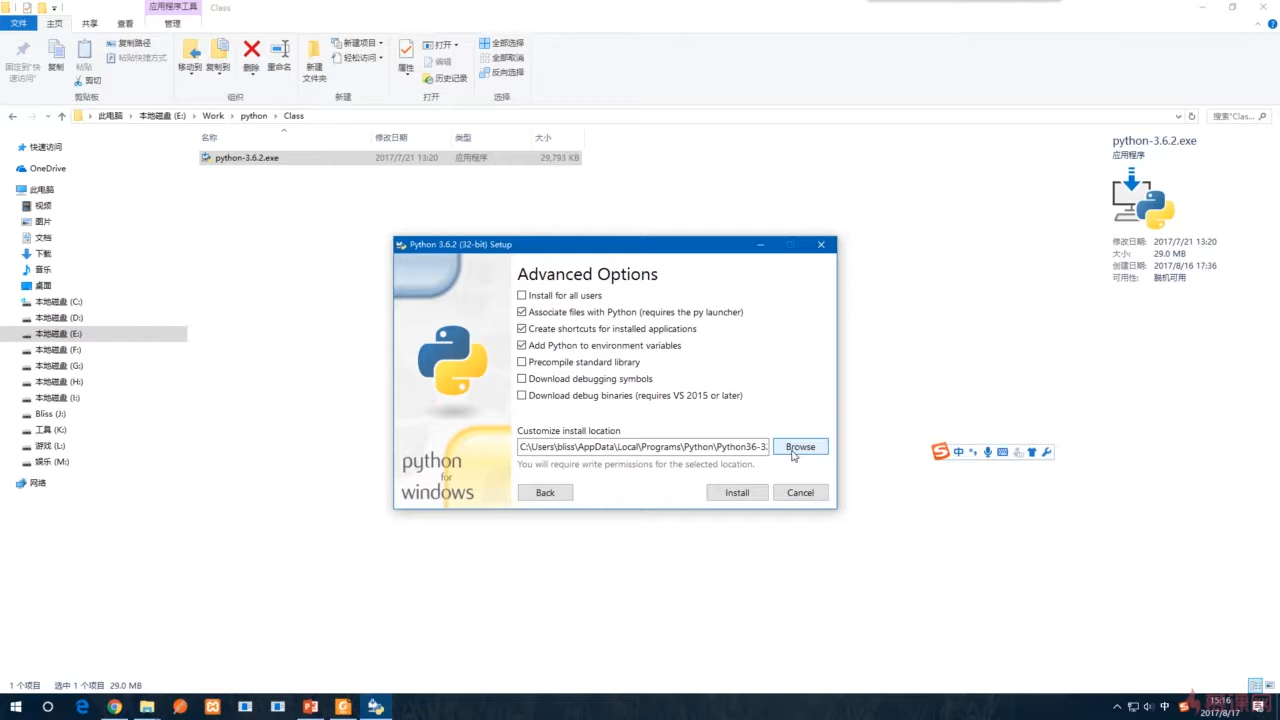 应用程序工具
Class
文件
主页
共享
查看
管理
固定到"快速访问"
复制
粘贴
复制路径
粘贴快捷方式
剪切
剪贴板
移动到
复制到
删除
重命名
组织
新建文件夹
新建项目
轻松访问
新建
属性
打开
编辑
历史记录
打开
全部选择
全部取消
反向选择
选择
此电脑 › 本地磁盘 (E:) › Work › python › Class
搜索"Clas...
名称 修改日期 类型 大小
python-3.6.2.exe 2017/7/21 13:20 应用程序 29,793 KB
快速访问
OneDrive
此电脑
视频
图片
文档
下载
音乐
桌面
本地磁盘 (C:)
本地磁盘 (D:)
本地磁盘 (E:)
本地磁盘 (F:)
本地磁盘 (G:)
本地磁盘 (H:)
本地磁盘 (I:)
Bliss (J:)
工具 (K:)
游戏 (L:)
娱乐 (M:)
网络
Python 3.6.2 (32-bit) Setup
Advanced Options
Install for all users
Associate files with Python (requires the py launcher)
Create shortcuts for installed applications
Add Python to environment variables
Precompile standard library
Download debugging symbols
Download debug binaries (requires VS 2015 or later)
Customize install location
C:\Users\bliss\AppData\Local\Programs\Python\Python36-3
Browse
You will require write permissions for the selected location.
Back
Install
Cancel
python
for
windows
中
python-3.6.2.exe
应用程序
修改日期: 2017/7/21 13:20
大小: 29.0 MB
创建日期: 2017/8/16 17:36
可用性: 脱机可用
1 个项目
选中 1 个项目 29.0 MB
中
15:16
2017/8/17